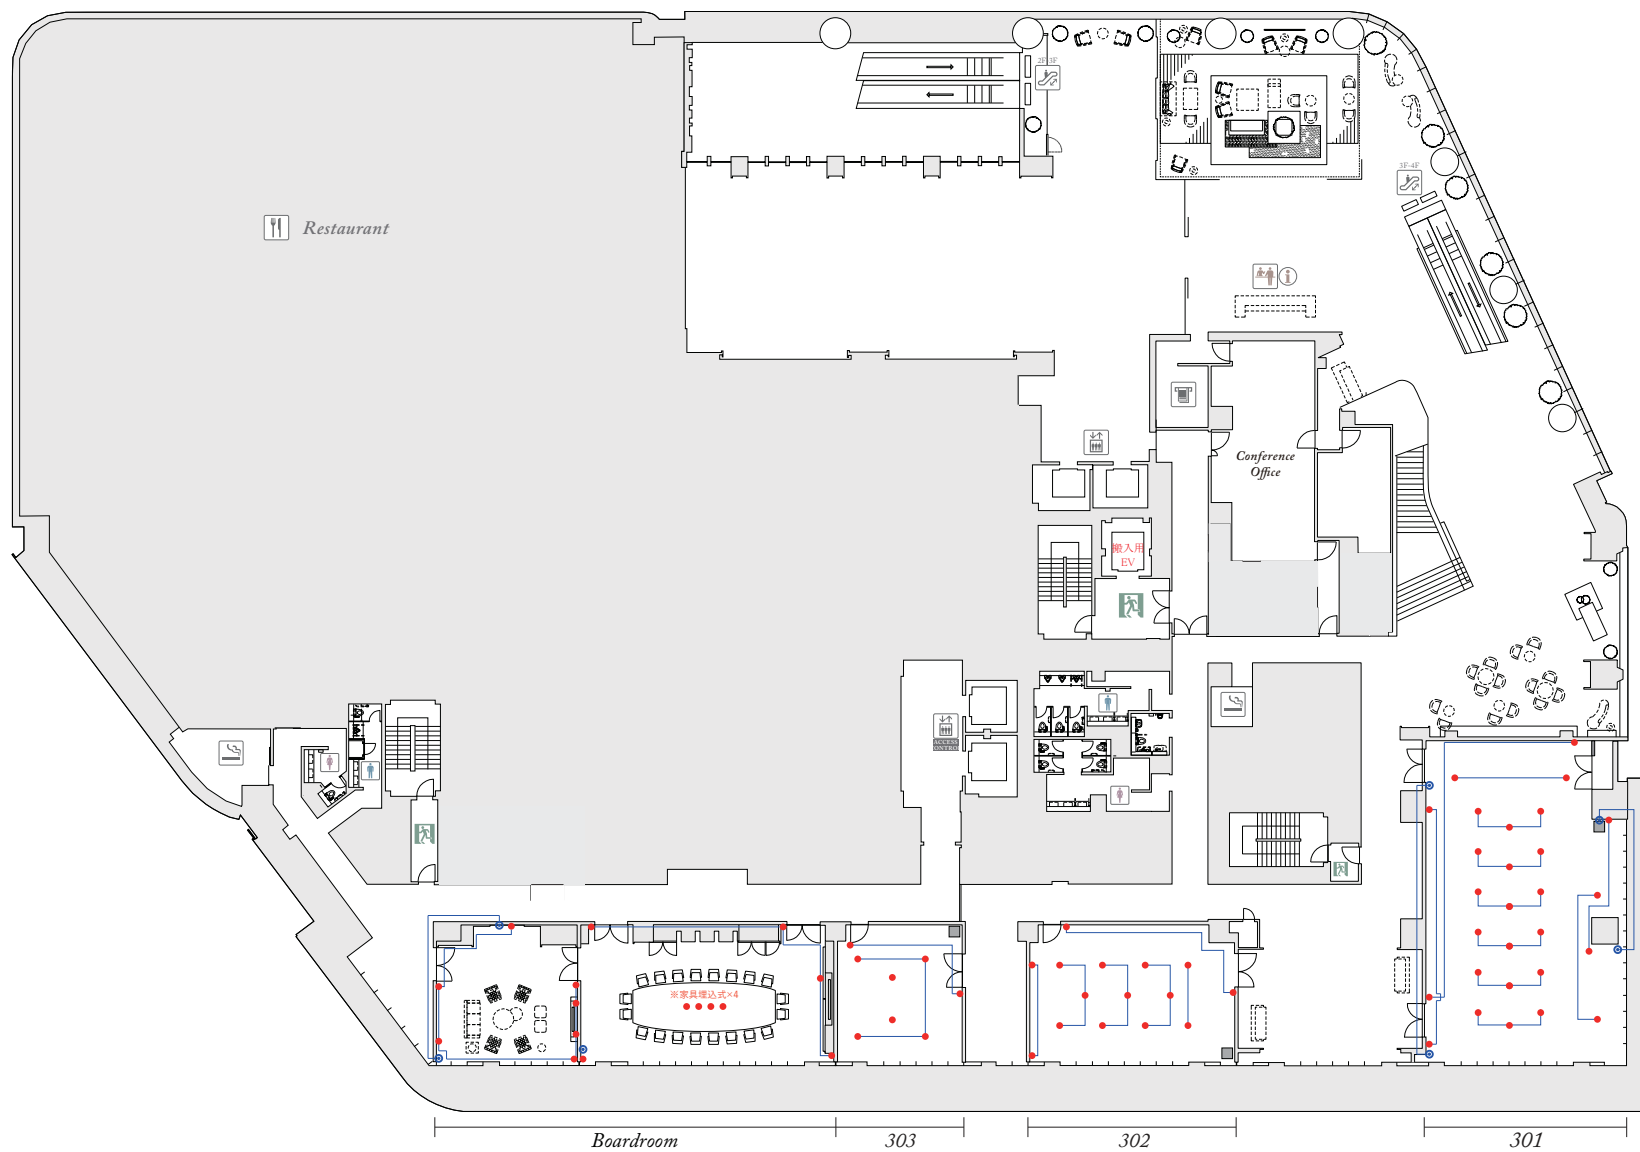 2F-3F
3F-4F
Restaurant
Conference
Office
搬入用
EV
※家具埋込式×4
Boardroom
303
302
301